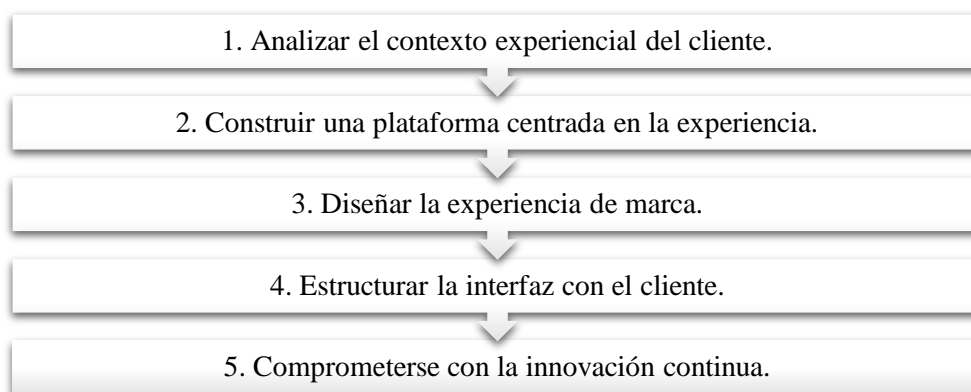 1. Analizar el contexto experiencial del cliente.
2. Construir una plataforma centrada en la experiencia.
3. Diseñar la experiencia de marca.
4. Estructurar la interfaz con el cliente.
5. Comprometerse con la innovación continua.